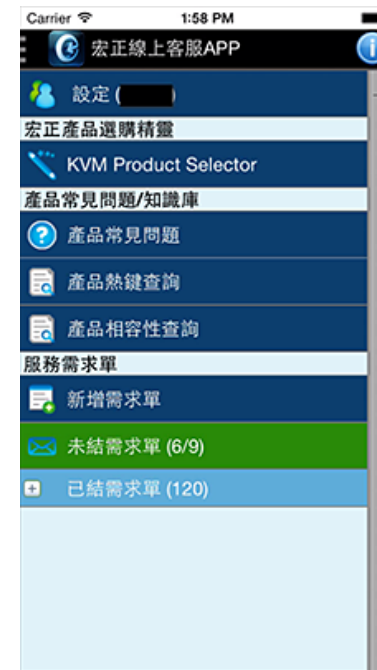 Carrier 1:58 PM
宏正線上客服APP
設定 ( )
宏正產品選購精靈
KVM Product Selector
產品常見問題/知識庫
產品常見問題
產品熱鍵查詢
產品相容性查詢
服務需求單
新增需求單
未結需求單 (6/9)
已結需求單 (120)